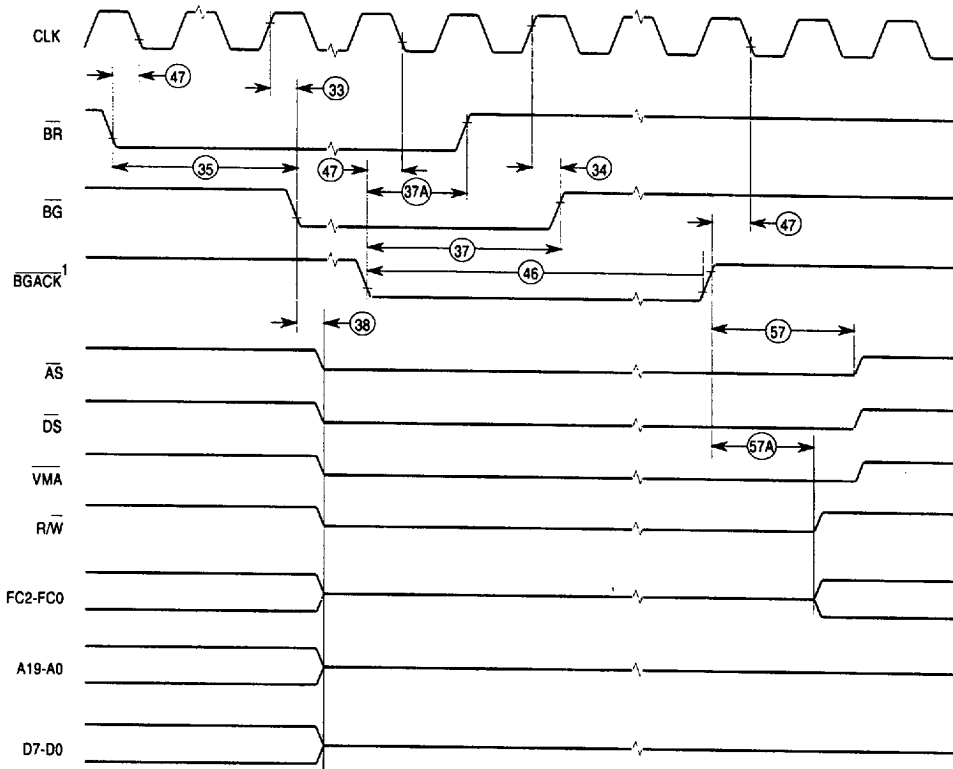 CLK
47
33
BR
35
47
37A
34
BG
47
37
BGACK¹
46
38
57
AS
DS
57A
VMA
R/W
FC2-FC0
A19-A0
D7-D0